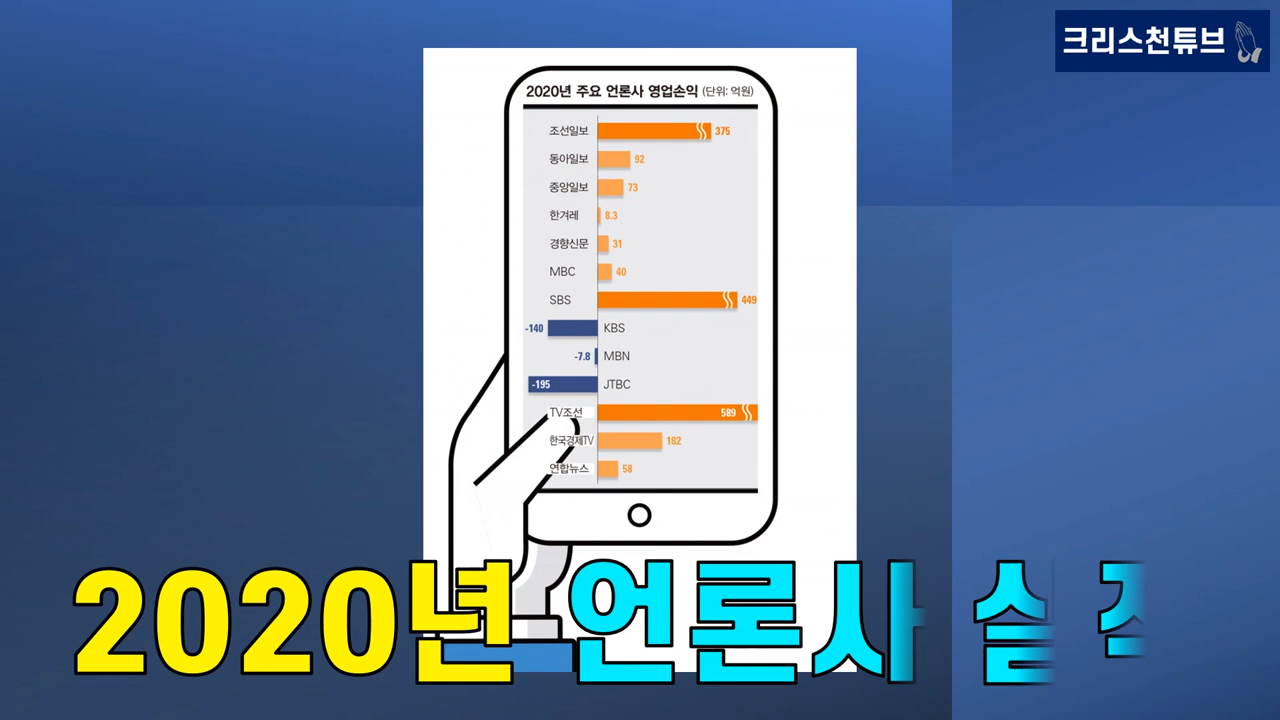 크리스천튜브
2020년 주요 언론사 영업손익 (단위: 억원)
조선일보 375
동아일보 92
중앙일보 73
한겨레 8.3
경향신문 31
MBC 40
SBS 449
-140 KBS
-7.8 MBN
-195 JTBC
TV조선 589
한국경제TV 182
연합뉴스 58
2020년 언론사